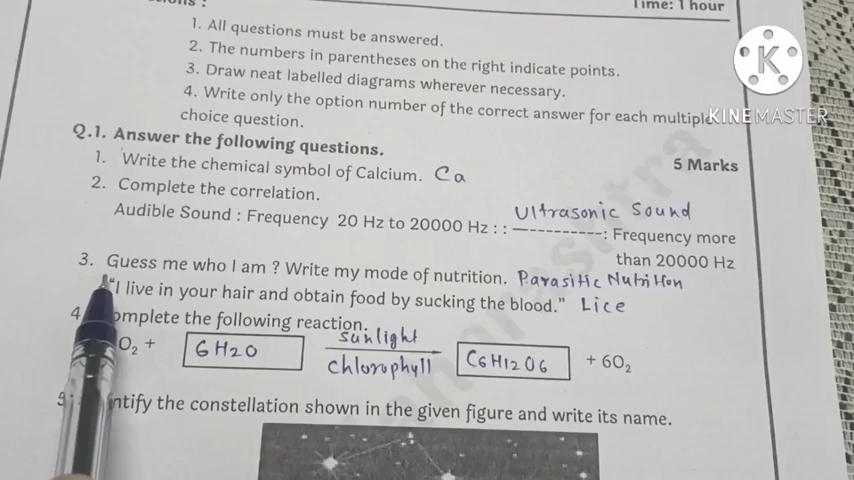 Time: 1 hour
1. All questions must be answered.
2. The numbers in parentheses on the right indicate points.
3. Draw neat labelled diagrams wherever necessary.
4. Write only the option number of the correct answer for each multiple
choice question.
K
KINEMASTER
Q.1. Answer the following questions.
5 Marks
1. Write the chemical symbol of Calcium. Ca
2. Complete the correlation.
Ultrasonic Sound
Audible Sound : Frequency 20 Hz to 20000 Hz : : ----------: Frequency more
than 20000 Hz
3. Guess me who I am ? Write my mode of nutrition. Parasitic Nutrition
"I live in your hair and obtain food by sucking the blood." Lice
4 omplete the following reaction.
O₂ + 6H2O sunlight C6H12O6 + 6O₂
chlorophyll
ntify the constellation shown in the given figure and write its name.